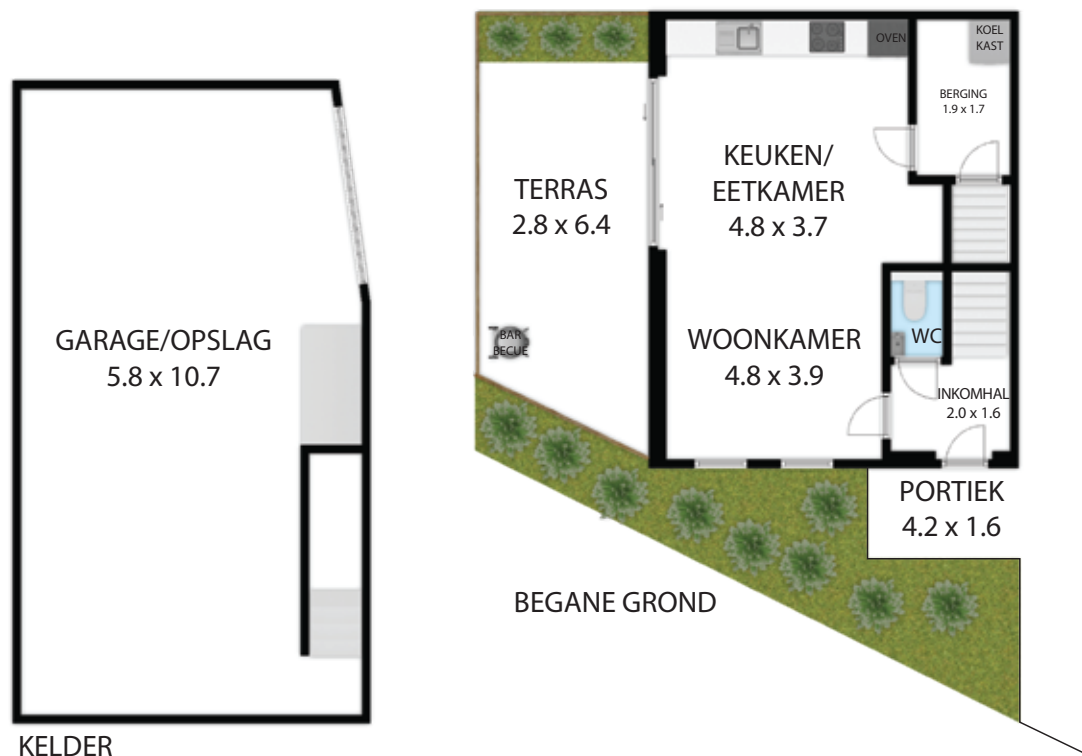 GARAGE/OPSLAG
5.8 x 10.7
KELDER
TERRAS
2.8 x 6.4
BAR
BECUE
KEUKEN/
EETKAMER
4.8 x 3.7
OVEN
KOEL
KAST
BERGING
1.9 x 1.7
WOONKAMER
4.8 x 3.9
WC
INKOMHAL
2.0 x 1.6
PORTIEK
4.2 x 1.6
BEGANE GROND